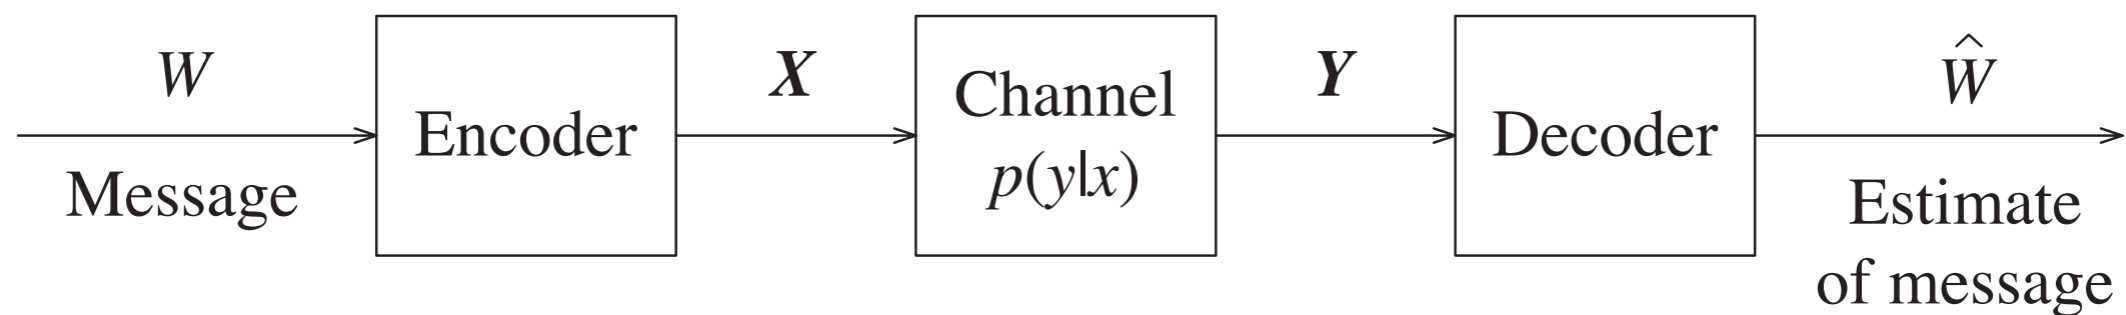 W
Message
Encoder
X
Channel
p(y|x)
Y
Decoder
Ŵ
Estimate
of message